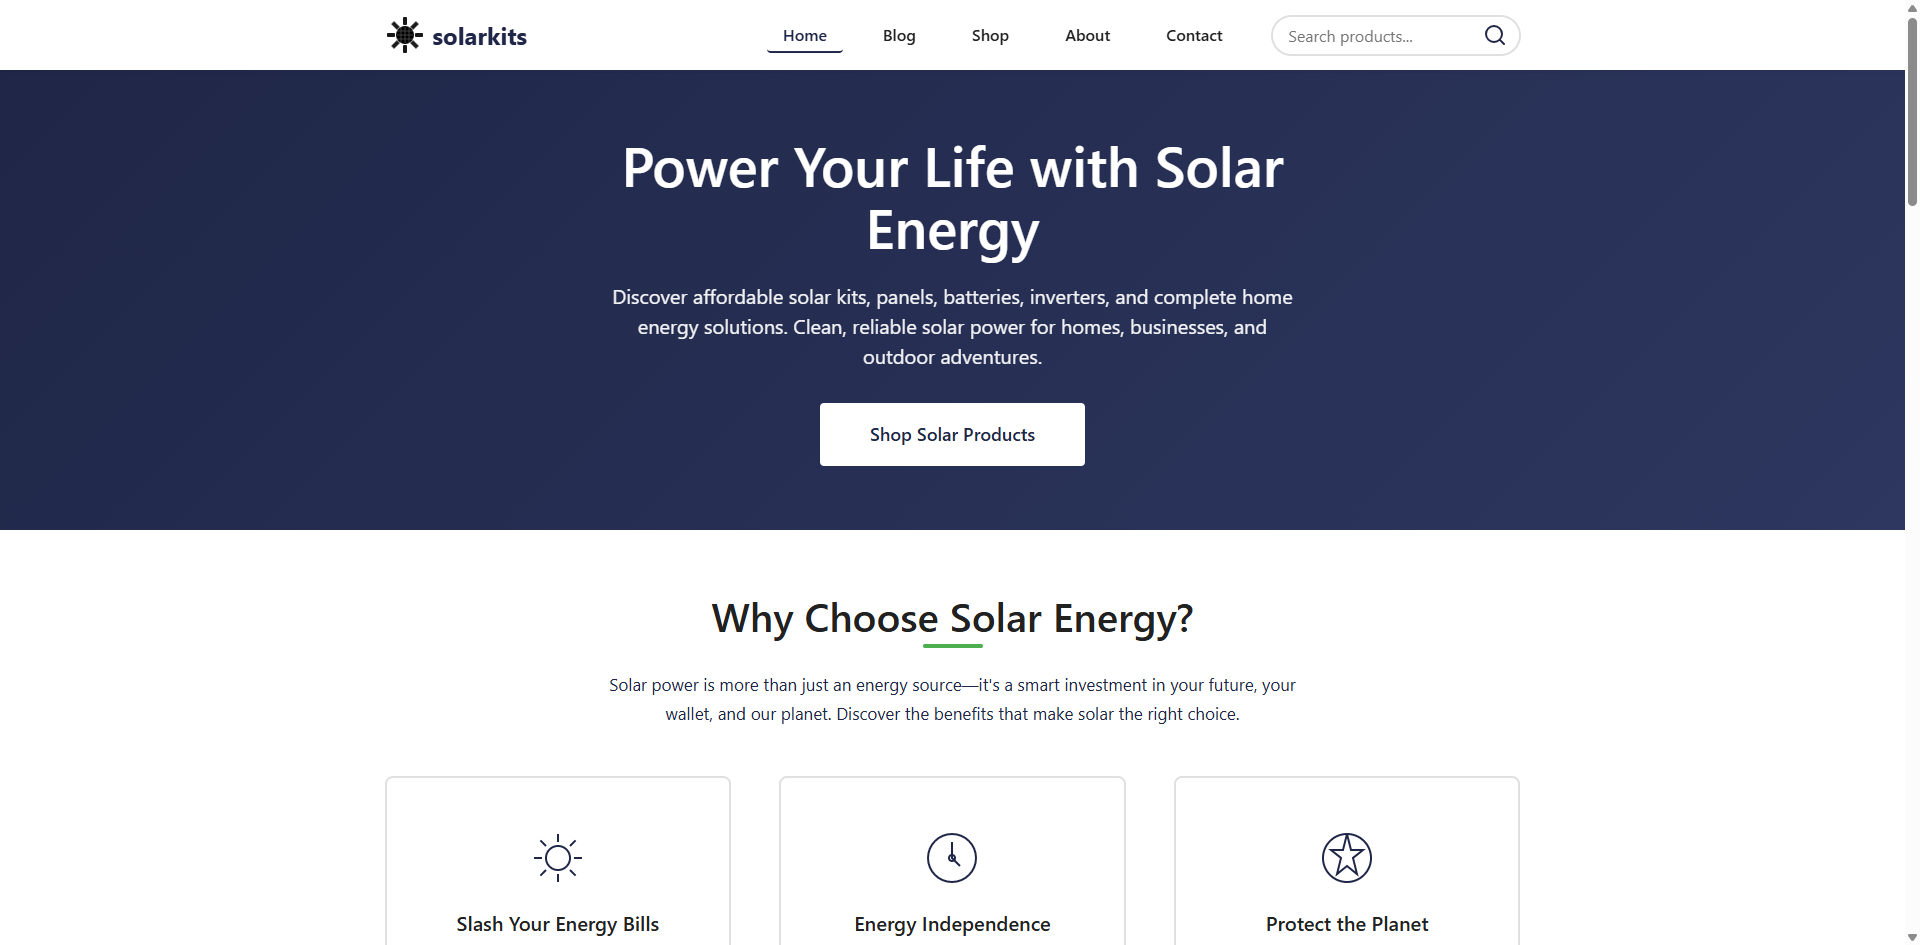 solarkits
Home
Blog
Shop
About
Contact
Search products...
Power Your Life with Solar
Energy
Discover affordable solar kits, panels, batteries, inverters, and complete home
energy solutions. Clean, reliable solar power for homes, businesses, and
outdoor adventures.
Shop Solar Products
Why Choose Solar Energy?
Solar power is more than just an energy source—it's a smart investment in your future, your
wallet, and our planet. Discover the benefits that make solar the right choice.
Slash Your Energy Bills
Energy Independence
Protect the Planet